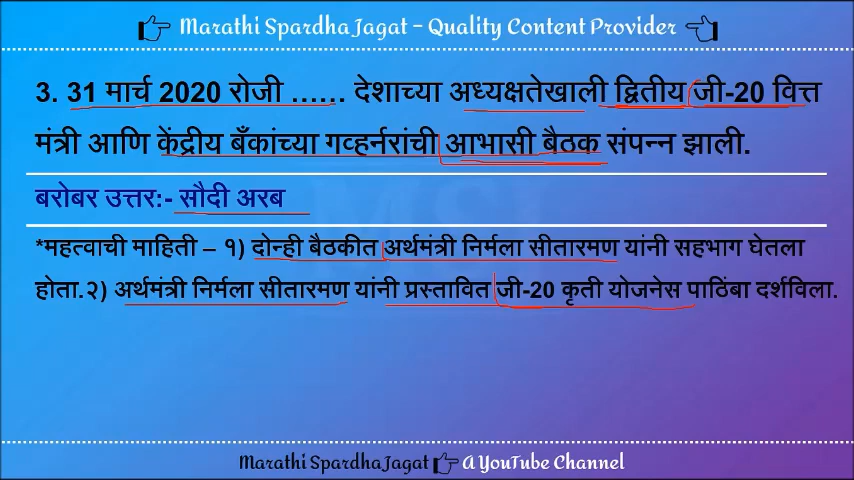 Marathi Spardha Jagat - Quality Content Provider
3. 31 मार्च 2020 रोजी …… देशाच्या अध्यक्षतेखाली द्वितीय जी-20 वित्त
मंत्री आणि केंद्रीय बँकांच्या गव्हर्नरांची आभासी बैठक संपन्न झाली.
बरोबर उत्तर:- सौदी अरब
*महत्वाची माहिती – १) दोन्ही बैठकीत अर्थमंत्री निर्मला सीतारमण यांनी सहभाग घेतला
होता.२) अर्थमंत्री निर्मला सीतारमण यांनी प्रस्तावित जी-20 कृती योजनेस पाठिंबा दर्शविला.
Marathi Spardha Jagat A YouTube Channel